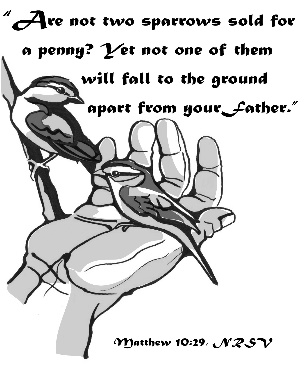 "Are not two sparrows sold for
a penny? Yet not one of them
will fall to the ground
apart from your Father."
Matthew 10:29, NRSV